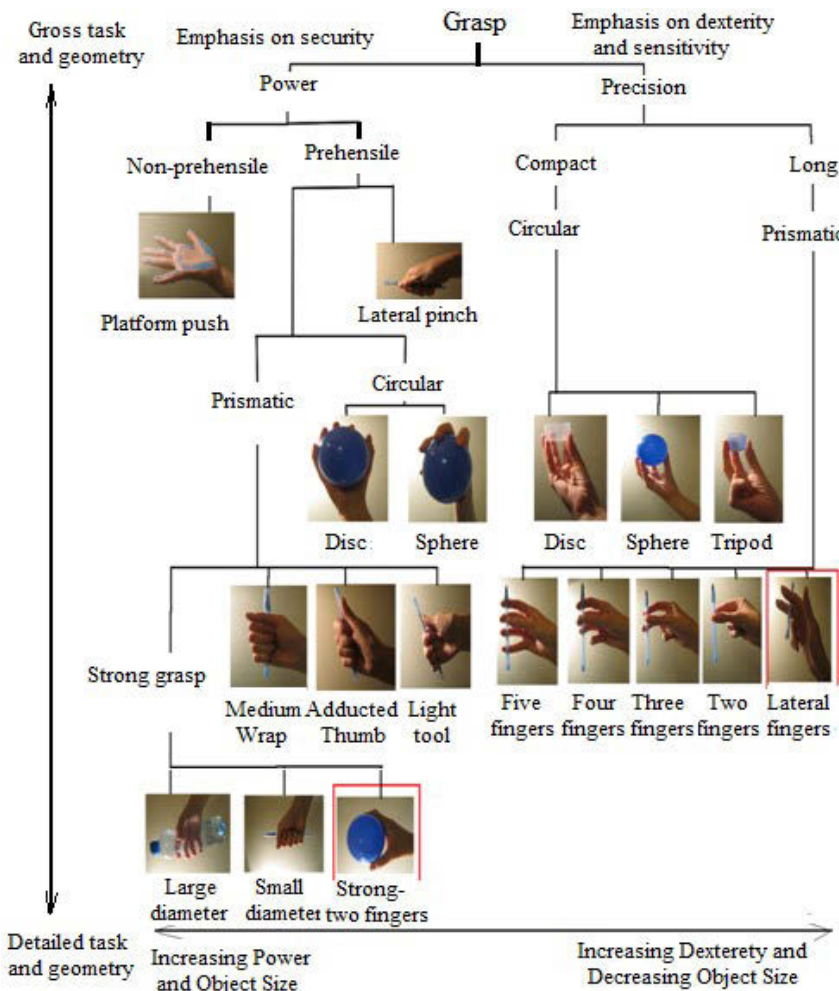 Gross task
and geometry
Emphasis on security
Grasp
Emphasis on dexterity
and sensitivity
Power
Precision
Non-prehensile
Prehensile
Compact
Long
Circular
Prismatic
Platform push
Lateral pinch
Prismatic
Circular
Disc
Sphere
Disc
Sphere
Tripod
Strong grasp
Medium
Wrap
Adducted
Thumb
Light
tool
Five
fingers
Four
fingers
Three
fingers
Two
fingers
Lateral
fingers
Large
diameter
Small
diameter
Strong-
two fingers
Detailed task
and geometry
Increasing Power
and Object Size
Increasing Dexterety and
Decreasing Object Size